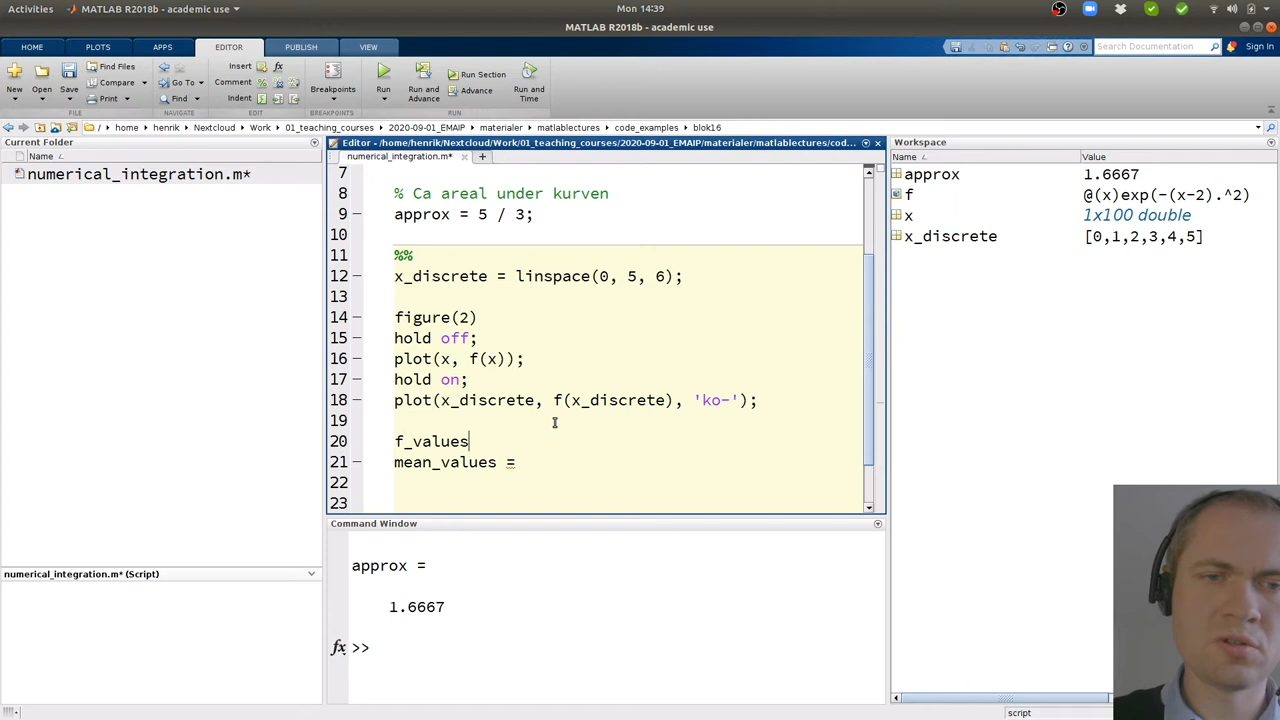 Activities
MATLAB R2018b - academic use
Mon 14:39
MATLAB R2018b - academic use
HOME
PLOTS
APPS
EDITOR
PUBLISH
VIEW
Search Documentation
Sign In
New
Open
Save
Find Files
Compare
Print
Go To
Find
Insert
fx
Comment
%
Indent
Breakpoints
Run
Run and Advance
Run Section
Advance
Run and Time
FILE
NAVIGATE
EDIT
BREAKPOINTS
RUN
/ home henrik Nextcloud Work 01_teaching_courses 2020-09-01_EMAIP materialer matlablectures code_examples blok16
Current Folder
Name
numerical_integration.m*
numerical_integration.m* (Script)
Editor - /home/henrik/Nextcloud/Work/01_teaching_courses/2020-09-01_EMAIP/materialer/matlablectures/cod...
numerical_integration.m*
7
8 % Ca areal under kurven
9 approx = 5 / 3;
10
11 %%
12 x_discrete = linspace(0, 5, 6);
13
14 figure(2)
15 hold off;
16 plot(x, f(x));
17 hold on;
18 plot(x_discrete, f(x_discrete), 'ko-');
19
20 f_values
21 mean_values =
22
23
Command Window
approx =
1.6667
fx >>
Workspace
Name Value
approx 1.6667
f @(x)exp(-(x-2).^2)
x 1x100 double
x_discrete [0,1,2,3,4,5]
script